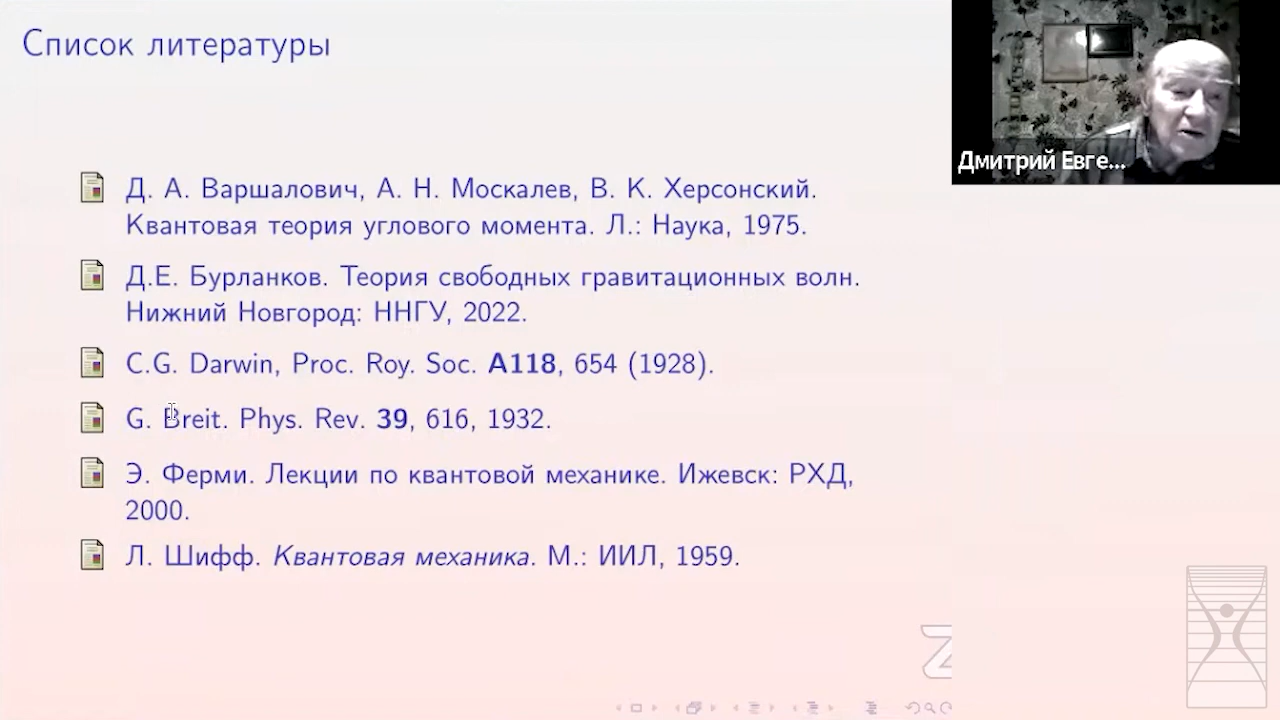 Список литературы
Д. А. Варшалович, А. Н. Москалев, В. К. Херсонский.
Квантовая теория углового момента. Л.: Наука, 1975.
Д.Е. Бурланков. Теория свободных гравитационных волн.
Нижний Новгород: ННГУ, 2022.
C.G. Darwin, Proc. Roy. Soc. A118, 654 (1928).
G. Breit. Phys. Rev. 39, 616, 1932.
Э. Ферми. Лекции по квантовой механике. Ижевск: РХД,
2000.
Л. Шифф. Квантовая механика. М.: ИИЛ, 1959.
Дмитрий Евге...
Z